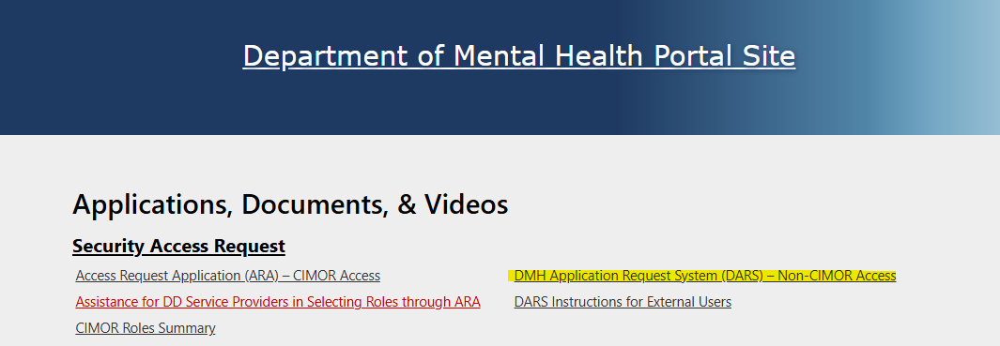 Department of Mental Health Portal Site
Applications, Documents, & Videos
Security Access Request
Access Request Application (ARA) – CIMOR Access
DMH Application Request System (DARS) – Non-CIMOR Access
Assistance for DD Service Providers in Selecting Roles through ARA
DARS Instructions for External Users
CIMOR Roles Summary